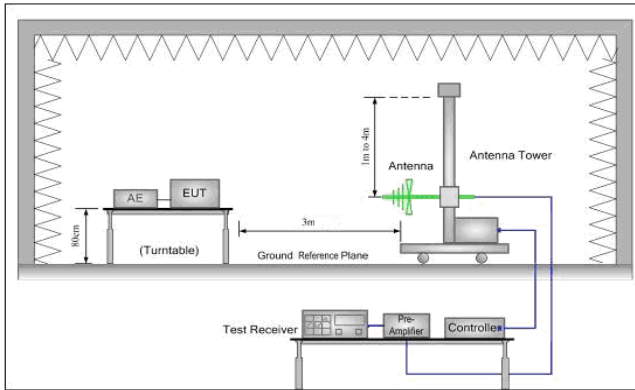 1m to 4m
Antenna
Antenna Tower
AE
EUT
80cm
(Turntable)
3m
Ground Reference Plane
Test Receiver
Pre-
Amplifier
Controller